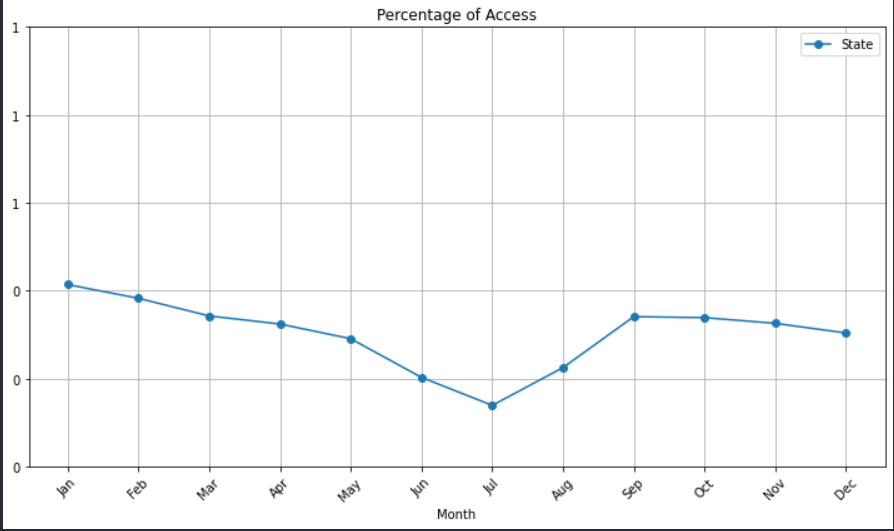 Percentage of Access
State
1
1
1
0
0
0
Jan
Feb
Mar
Apr
May
Jun
Jul
Aug
Sep
Oct
Nov
Dec
Month